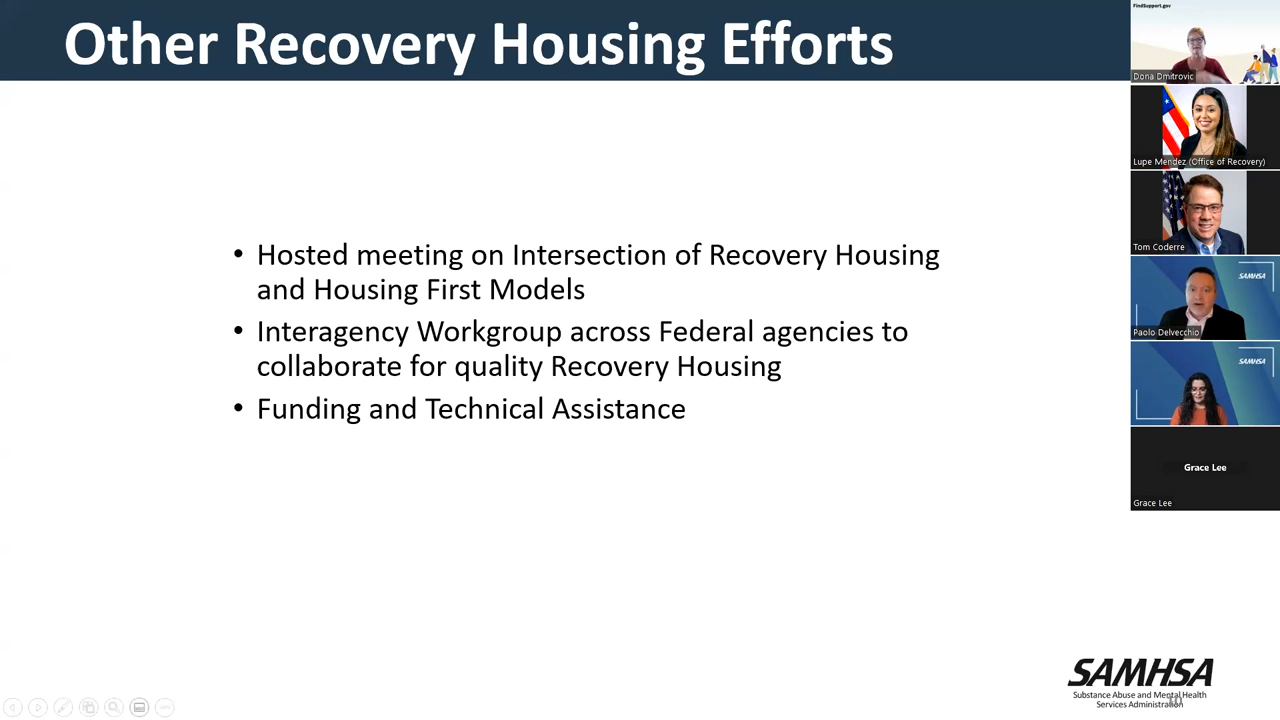 Other Recovery Housing Efforts
• Hosted meeting on Intersection of Recovery Housing
and Housing First Models
• Interagency Workgroup across Federal agencies to
collaborate for quality Recovery Housing
• Funding and Technical Assistance
FindSupport.gov
Dona Dmitrovic
Lupe Mendez (Office of Recovery)
Tom Coderre
SAMHSA
Paolo Delvecchio
SAMHSA
Grace Lee
Grace Lee
SAMHSA
Substance Abuse and Mental Health
Services Administration
10